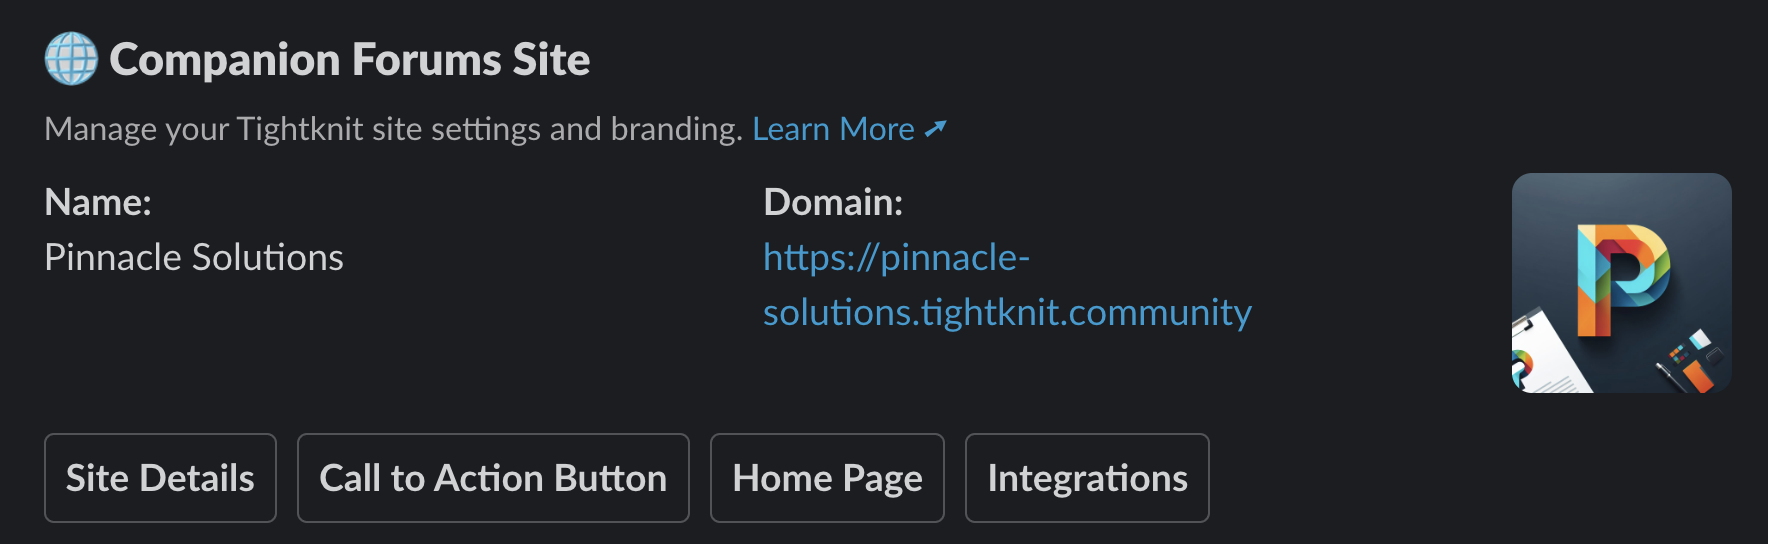 Companion Forums Site
Manage your Tightknit site settings and branding. Learn More
Name:
Pinnacle Solutions
Domain:
https://pinnacle-
solutions.tightknit.community
P
Site Details
Call to Action Button
Home Page
Integrations